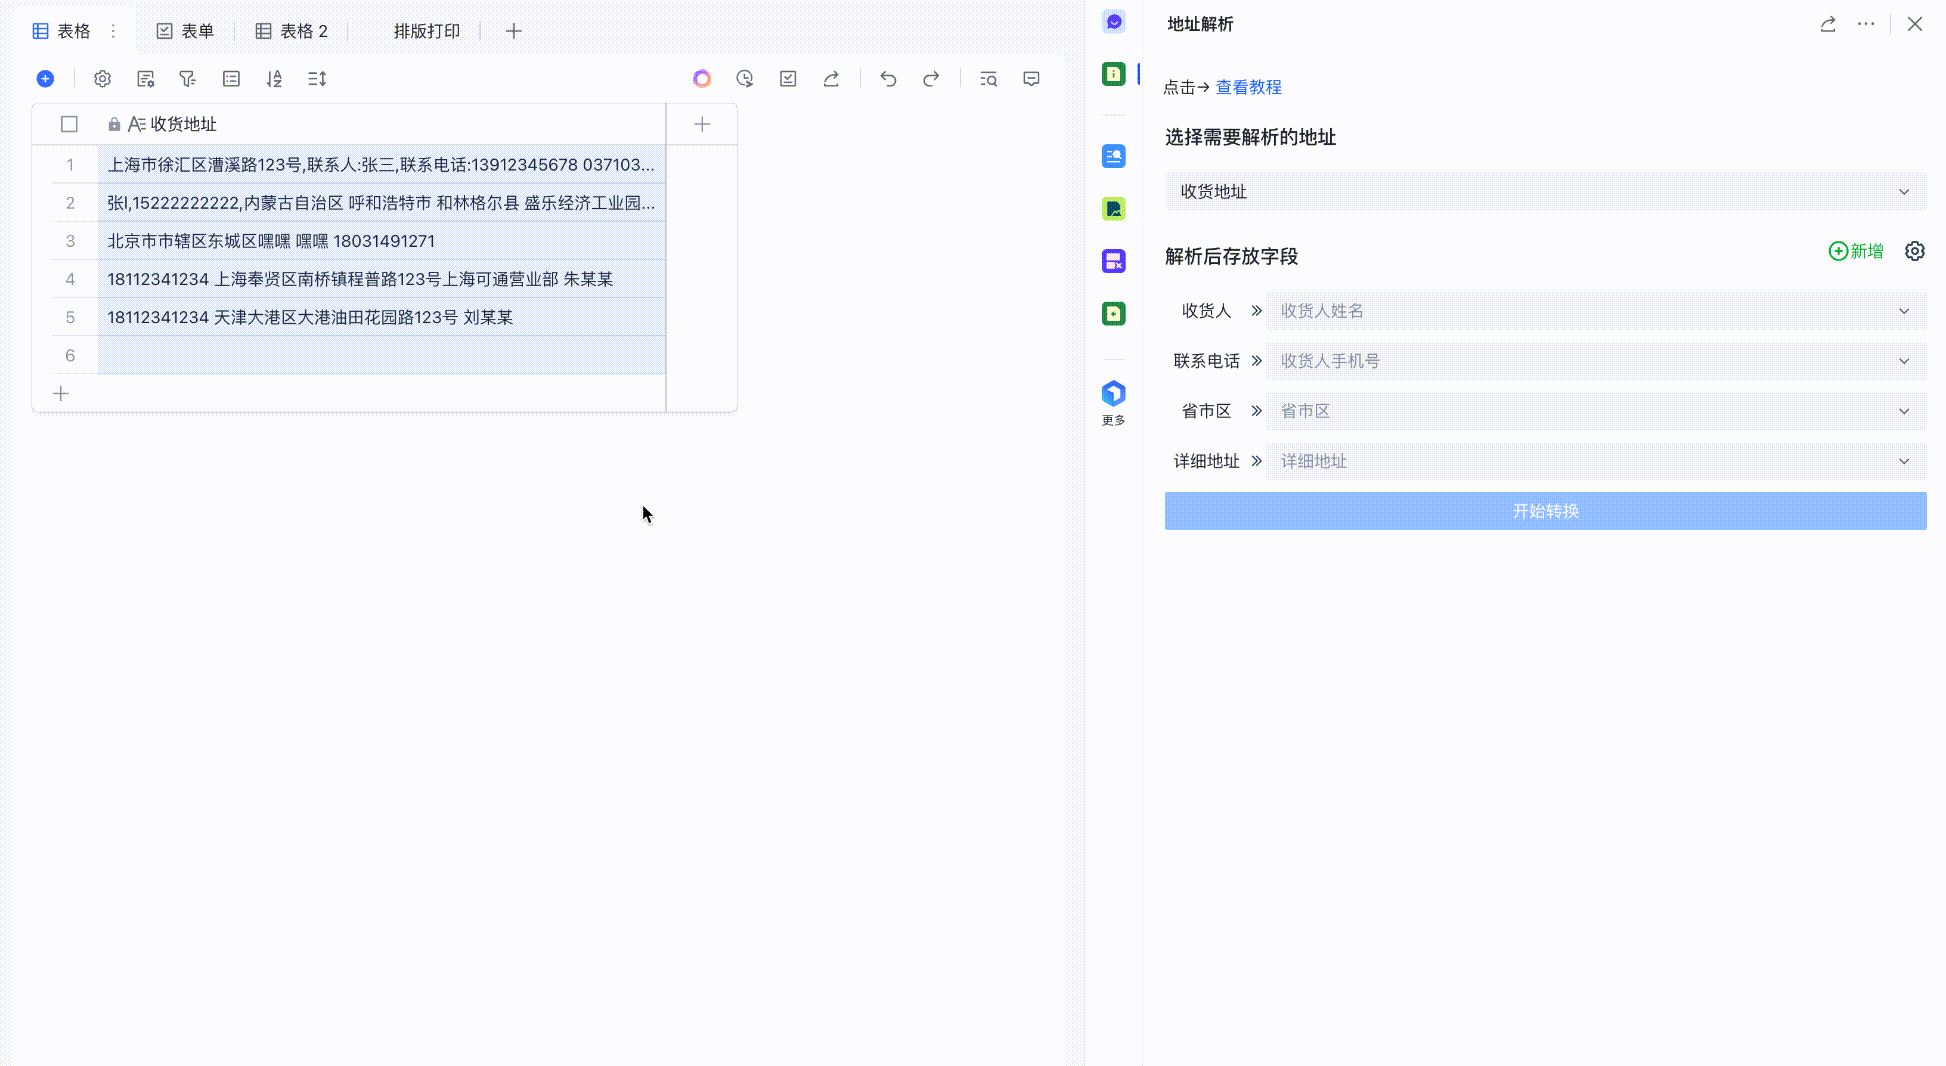 表格
表单
表格 2
排版打印
收货地址
1 上海市徐汇区漕溪路123号,联系人:张三,联系电话:13912345678 037103...
2 张l,15222222222,内蒙古自治区 呼和浩特市 和林格尔县 盛乐经济工业园...
3 北京市市辖区东城区嘿嘿 嘿嘿 18031491271
4 18112341234 上海奉贤区南桥镇程普路123号上海可通营业部 朱某某
5 18112341234 天津大港区大港油田花园路123号 刘某某
6
更多
地址解析
点击→ 查看教程
选择需要解析的地址
收货地址
解析后存放字段
新增
收货人 » 收货人姓名
联系电话 » 收货人手机号
省市区 » 省市区
详细地址 » 详细地址
开始转换